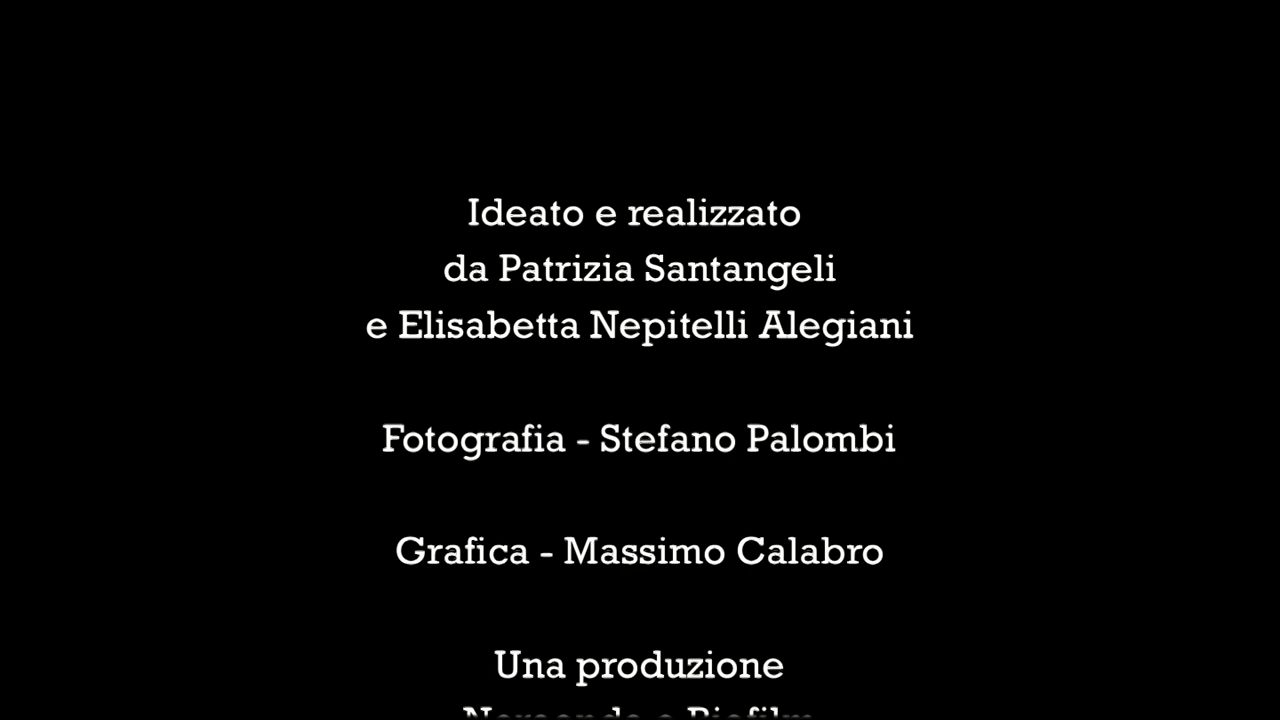 Ideato e realizzato
da Patrizia Santangeli
e Elisabetta Nepitelli Alegiani
Fotografia - Stefano Palombi
Grafica - Massimo Calabro
Una produzione